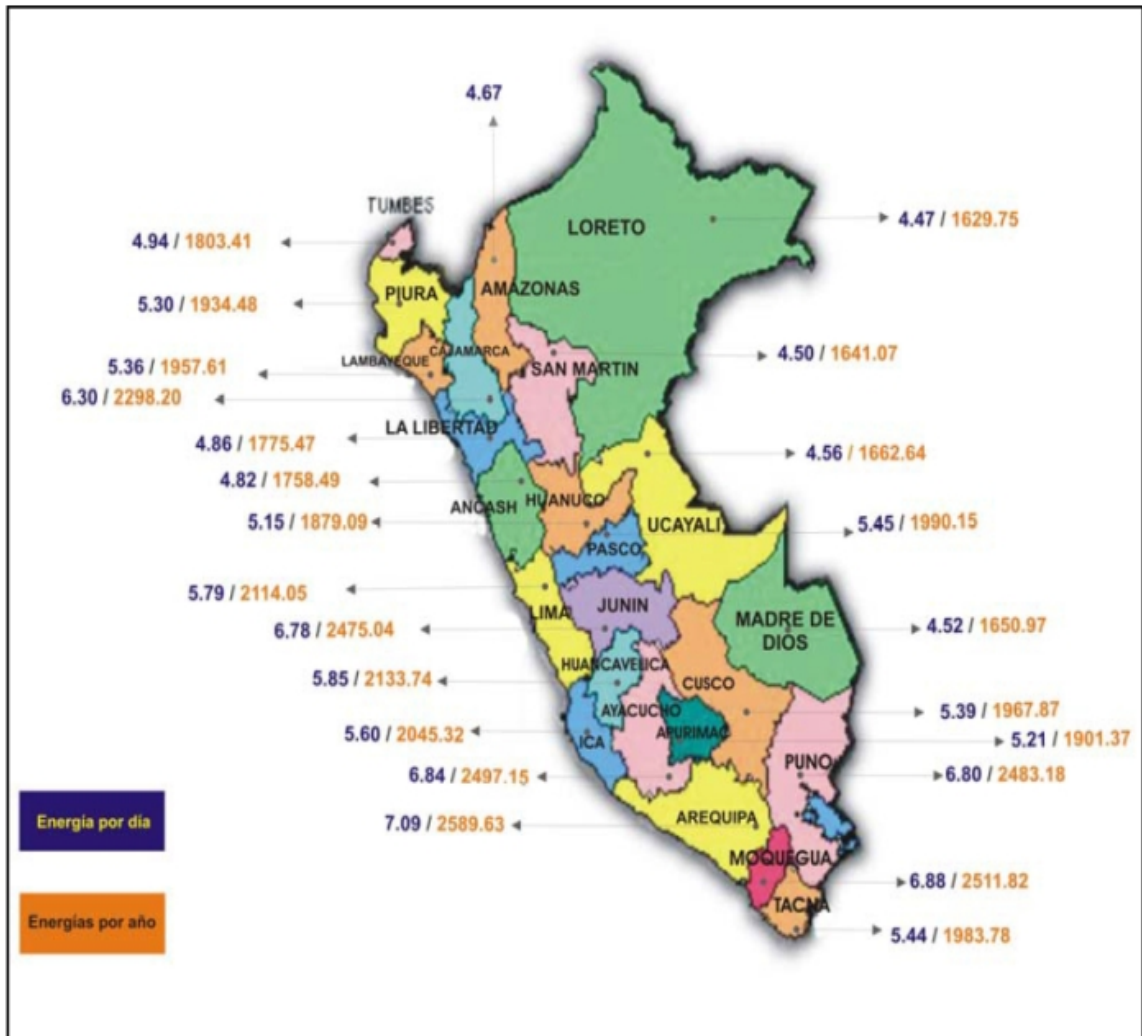 4.67
TUMBES
LORETO
4.94 / 1803.41
4.47 / 1629.75
AMAZONAS
PIURA
5.30 / 1934.48
CAJAMARCA
4.50 / 1641.07
LAMBAYEQUE
5.36 / 1957.61
SAN MARTIN
6.30 / 2298.20
LA LIBERTAD
4.86 / 1775.47
4.56 / 1662.64
4.82 / 1758.49
HUANUCO
ANCASH
5.15 / 1879.09
UCAYALI
5.45 / 1990.15
PASCO
5.79 / 2114.05
JUNIN
LIMA
MADRE DE
DIOS
6.78 / 2475.04
4.52 / 1650.97
HUANCAVELICA
5.85 / 2133.74
CUSCO
AYACUCHO
5.39 / 1967.87
5.60 / 2045.32
APURIMAC
ICA
5.21 / 1901.37
PUNO
6.84 / 2497.15
6.80 / 2483.18
AREQUIPA
7.09 / 2589.63
Energía por día
MOQUEGUA
6.88 / 2511.82
TACNA
Energías por año
5.44 / 1983.78